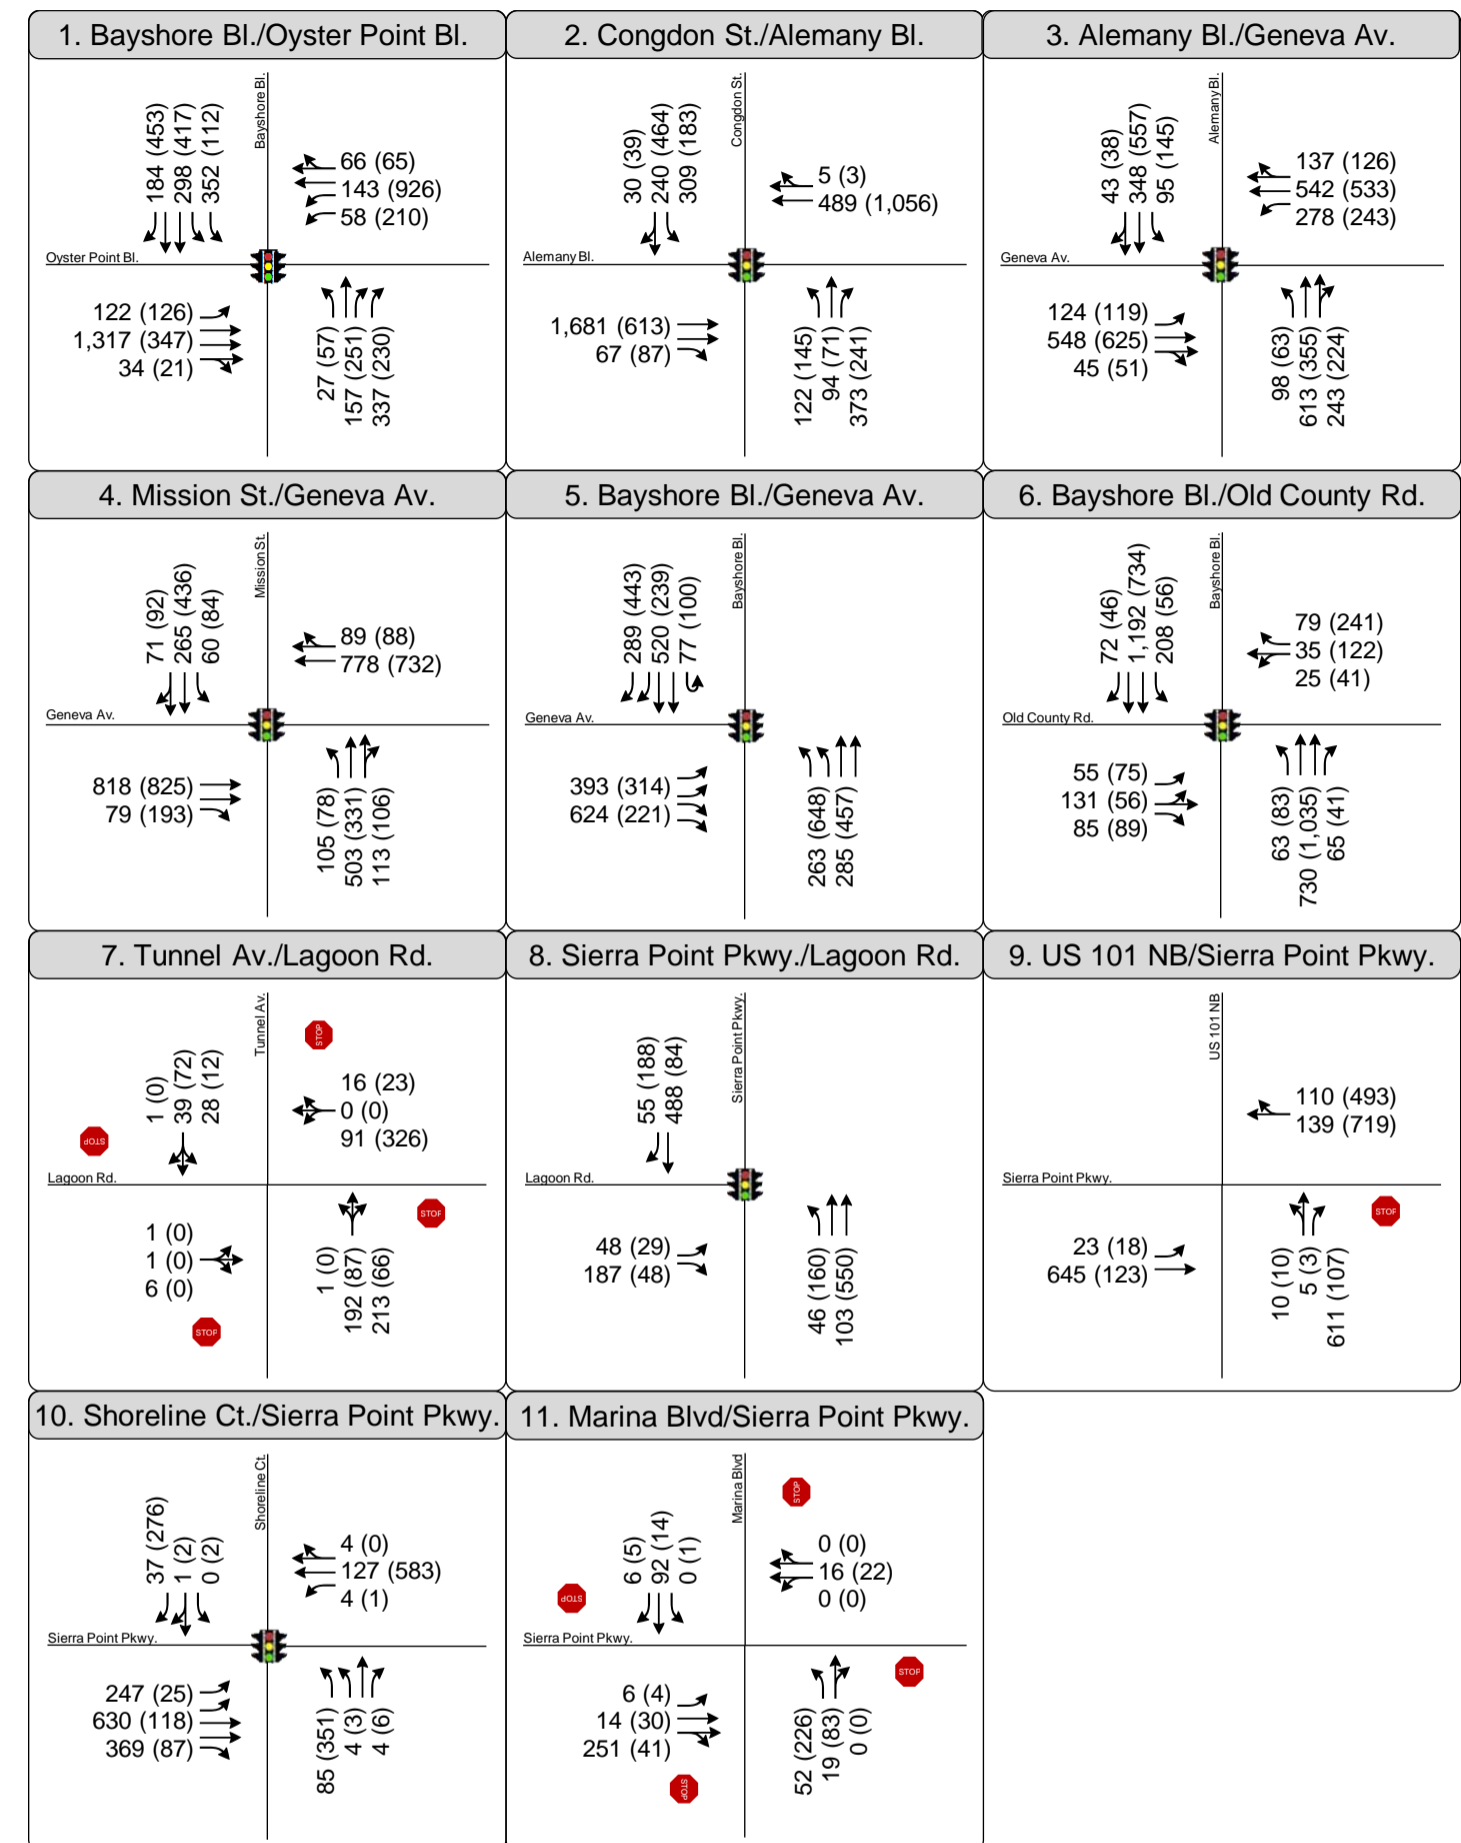 1. Bayshore Bl./Oyster Point Bl.
Bayshore Bl.
184 (453)
298 (417)
352 (112)
66 (65)
143 (926)
58 (210)
Oyster Point Bl.
122 (126)
1,317 (347)
34 (21)
27 (57)
157 (251)
337 (230)
2. Congdon St./Alemany Bl.
Congdon St.
30 (39)
240 (464)
309 (183)
5 (3)
489 (1,056)
Alemany Bl.
1,681 (613)
67 (87)
122 (145)
94 (71)
373 (241)
3. Alemany Bl./Geneva Av.
Alemany Bl.
43 (38)
348 (557)
95 (145)
137 (126)
542 (533)
278 (243)
Geneva Av.
124 (119)
548 (625)
45 (51)
98 (63)
613 (355)
243 (224)
4. Mission St./Geneva Av.
Mission St.
71 (92)
265 (436)
60 (84)
89 (88)
778 (732)
Geneva Av.
818 (825)
79 (193)
105 (78)
503 (331)
113 (106)
5. Bayshore Bl./Geneva Av.
Bayshore Bl.
289 (443)
520 (239)
77 (100)
Geneva Av.
393 (314)
624 (221)
263 (648)
285 (457)
6. Bayshore Bl./Old County Rd.
Bayshore Bl.
72 (46)
1,192 (734)
208 (56)
79 (241)
35 (122)
25 (41)
Old County Rd.
55 (75)
131 (56)
85 (89)
63 (83)
730 (1,035)
65 (41)
7. Tunnel Av./Lagoon Rd.
Tunnel Av.
STOP
1 (0)
39 (72)
28 (12)
16 (23)
0 (0)
91 (326)
STOP
Lagoon Rd.
STOP
1 (0)
1 (0)
6 (0)
1 (0)
192 (87)
213 (66)
STOP
8. Sierra Point Pkwy./Lagoon Rd.
Sierra Point Pkwy.
55 (188)
488 (84)
Lagoon Rd.
48 (29)
187 (48)
46 (160)
103 (550)
9. US 101 NB/Sierra Point Pkwy.
US 101 NB
110 (493)
139 (719)
Sierra Point Pkwy.
STOP
23 (18)
645 (123)
10 (10)
5 (3)
611 (107)
10. Shoreline Ct./Sierra Point Pkwy.
Shoreline Ct.
37 (276)
1 (2)
0 (2)
4 (0)
127 (583)
4 (1)
Sierra Point Pkwy.
247 (25)
630 (118)
369 (87)
85 (351)
4 (3)
4 (6)
11. Marina Blvd/Sierra Point Pkwy.
Marina Blvd
STOP
6 (5)
92 (14)
0 (1)
0 (0)
16 (22)
0 (0)
STOP
Sierra Point Pkwy.
STOP
6 (4)
14 (30)
251 (41)
52 (226)
19 (83)
0 (0)
STOP